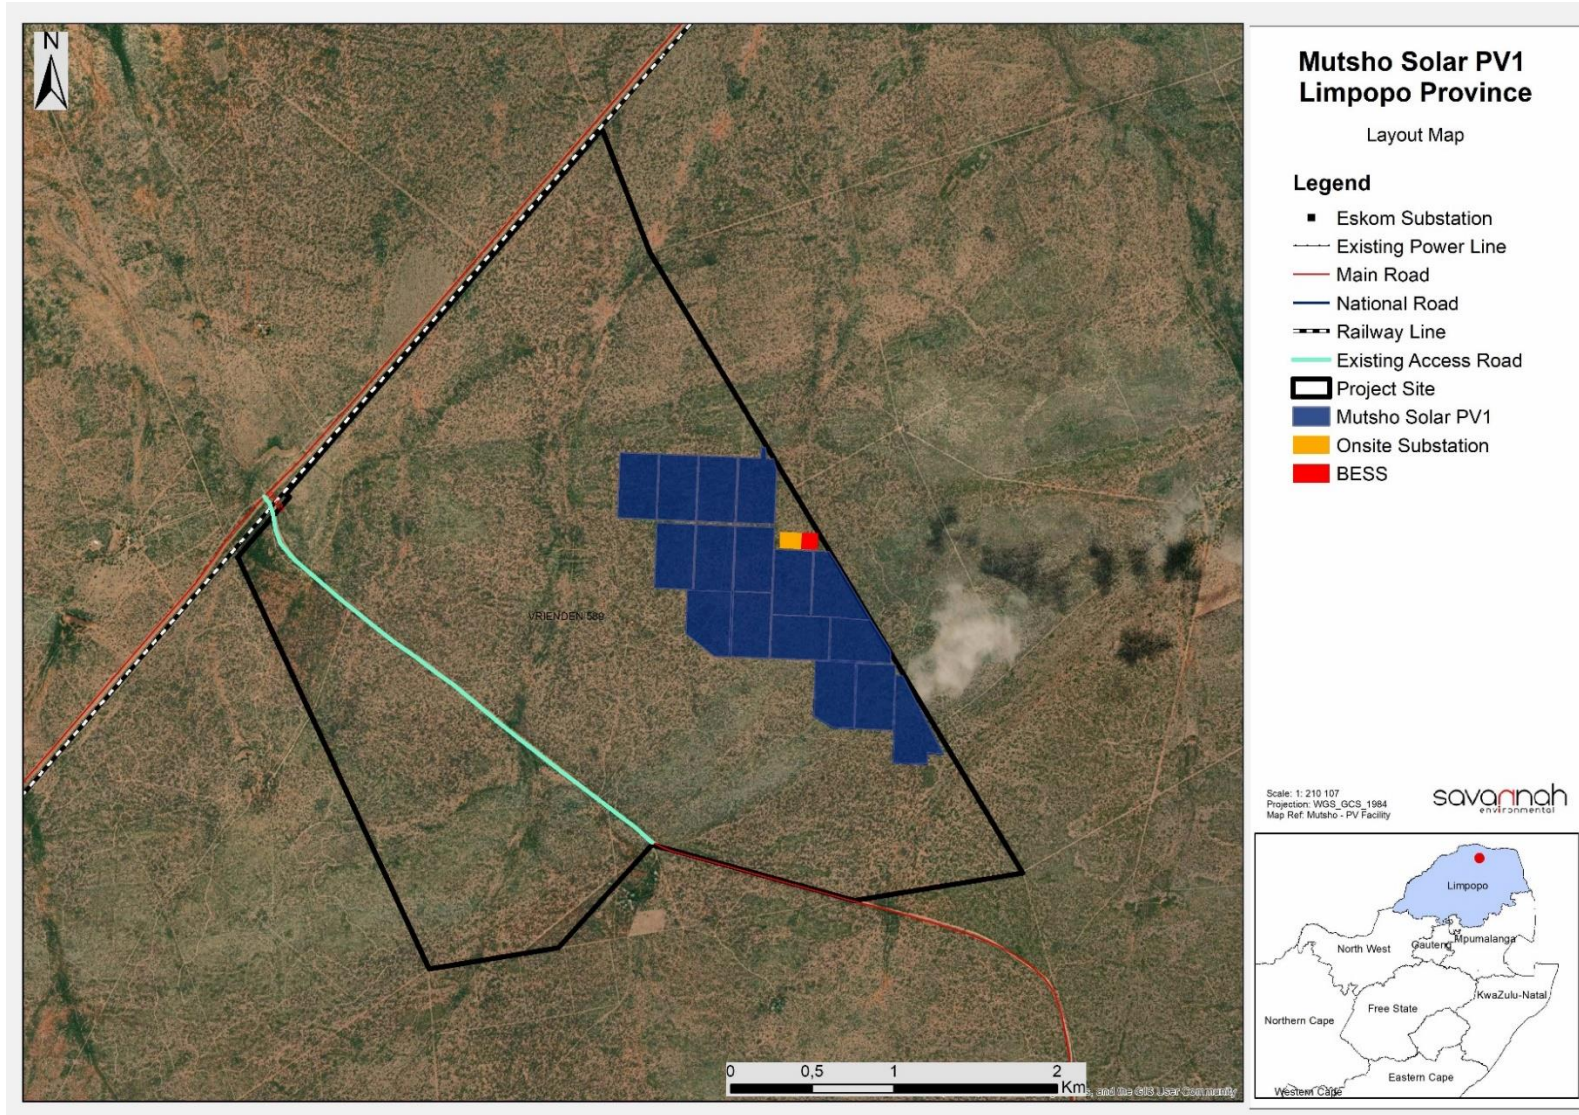 N
Mutsho Solar PV1
Limpopo Province
Layout Map
Legend
Eskom Substation
Existing Power Line
Main Road
National Road
Railway Line
Existing Access Road
Project Site
Mutsho Solar PV1
Onsite Substation
BESS
VRIENDEN 589
Scale: 1: 210 107
Projection: WGS_GCS_1984
Map Ref: Mutsho - PV Facility
savannah
environmental
0 0,5 1 2
Km
, and the GIS User Community
Limpopo
North West
Gauteng
Mpumalanga
KwaZulu-Natal
Free State
Northern Cape
Eastern Cape
Western Cape